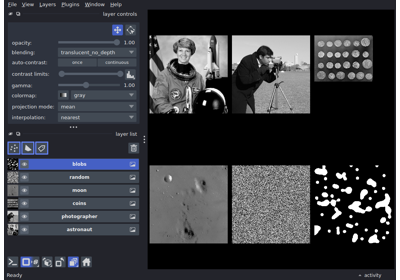 File View Layers Plugins Window Help
layer controls
opacity: 1.00
blending: translucent_no_depth
auto-contrast: once continuous
contrast limits:
gamma: 1.00
colormap: gray
projection mode: mean
interpolation: nearest
layer list
blobs
random
moon
coins
photographer
astronaut
Ready activity